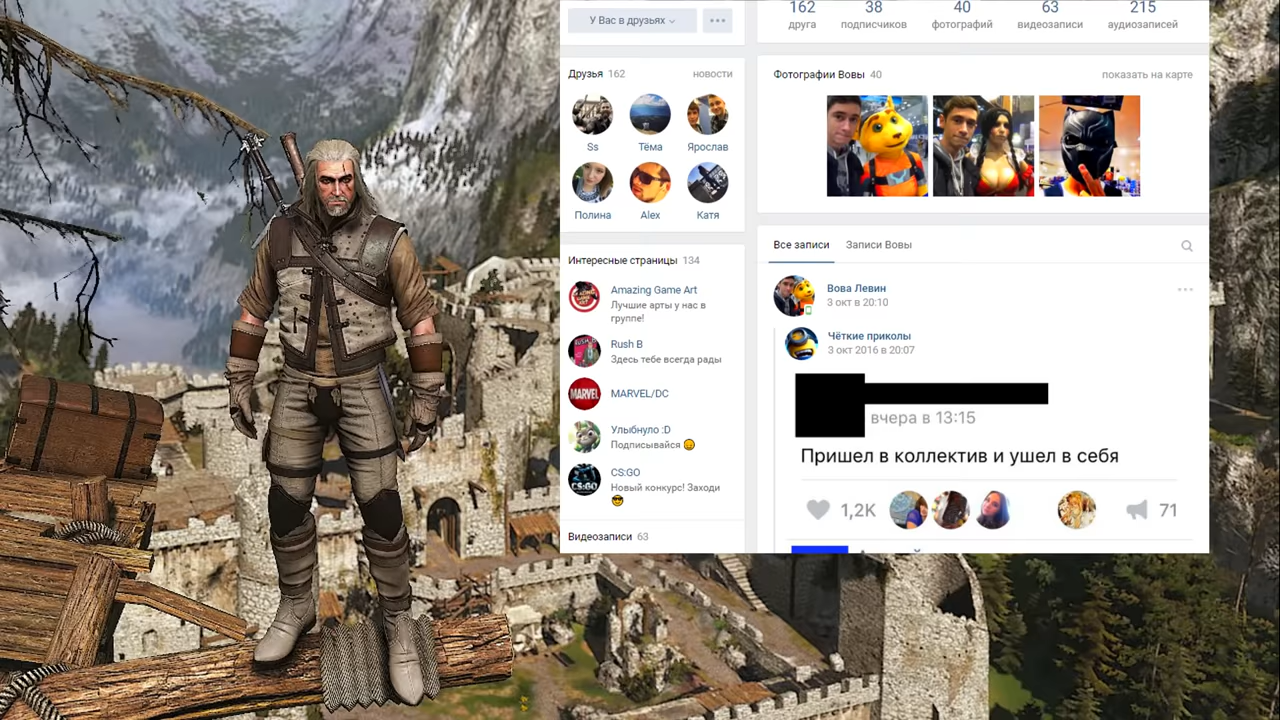 У Вас в друзьях
162 38 40 63 215
друга подписчиков фотографий видеозаписи аудиозаписей
Друзья 162 новости
Ss Тёма Ярослав
Полина Alex Катя
Интересные страницы 134
Amazing Game Art
Лучшие арты у нас в
группе!
Rush B
Здесь тебе всегда рады
MARVEL
MARVEL/DC
Улыбнуло :D
Подписывайся
CS:GO
CS:GO
Новый конкурс! Заходи
Видеозаписи 63
Фотографии Вовы 40 показать на карте
Все записи Записи Вовы
Вова Левин
3 окт в 20:10
Чёткие приколы
3 окт 2016 в 20:07
вчера в 13:15
Пришел в коллектив и ушел в себя
1,2K 71